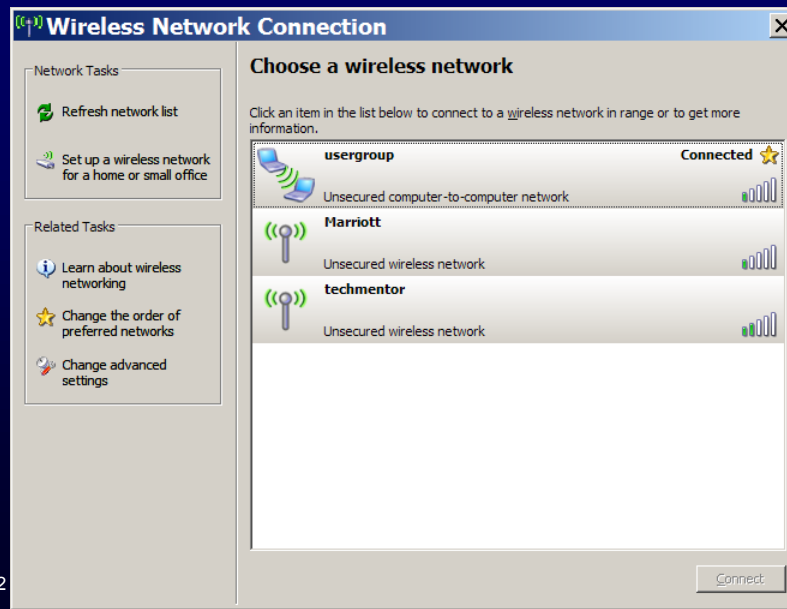 Wireless Network Connection
Network Tasks
Refresh network list
Set up a wireless network
for a home or small office
Related Tasks
Learn about wireless
networking
Change the order of
preferred networks
Change advanced
settings
Choose a wireless network
Click an item in the list below to connect to a wireless network in range or to get more
information.
usergroup Connected
Unsecured computer-to-computer network
Marriott
Unsecured wireless network
techmentor
Unsecured wireless network
Connect
2